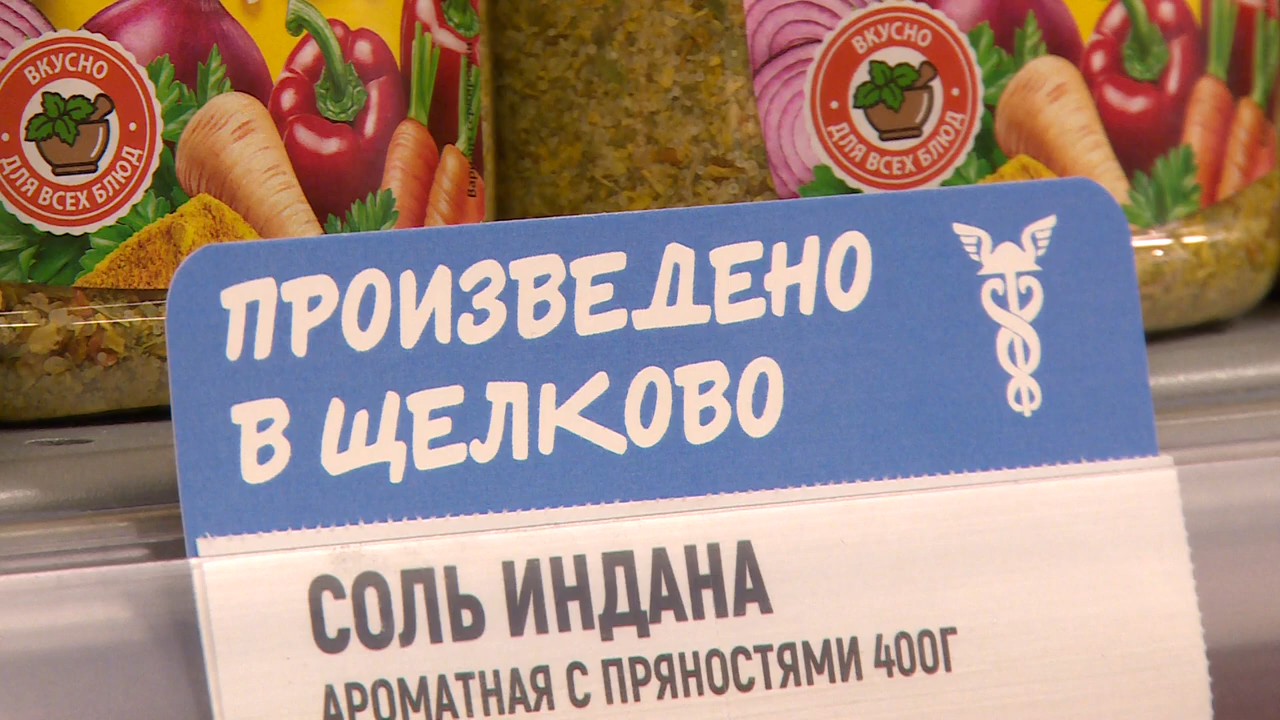 ВКУСНО
ДЛЯ ВСЕХ БЛЮД
ВКУСНО
ДЛЯ ВСЕХ БЛЮД
ПРОИЗВЕДЕНО
В ЩЕЛКОВО
СОЛЬ ИНДАНА
АРОМАТНАЯ С ПРЯНОСТЯМИ 400Г